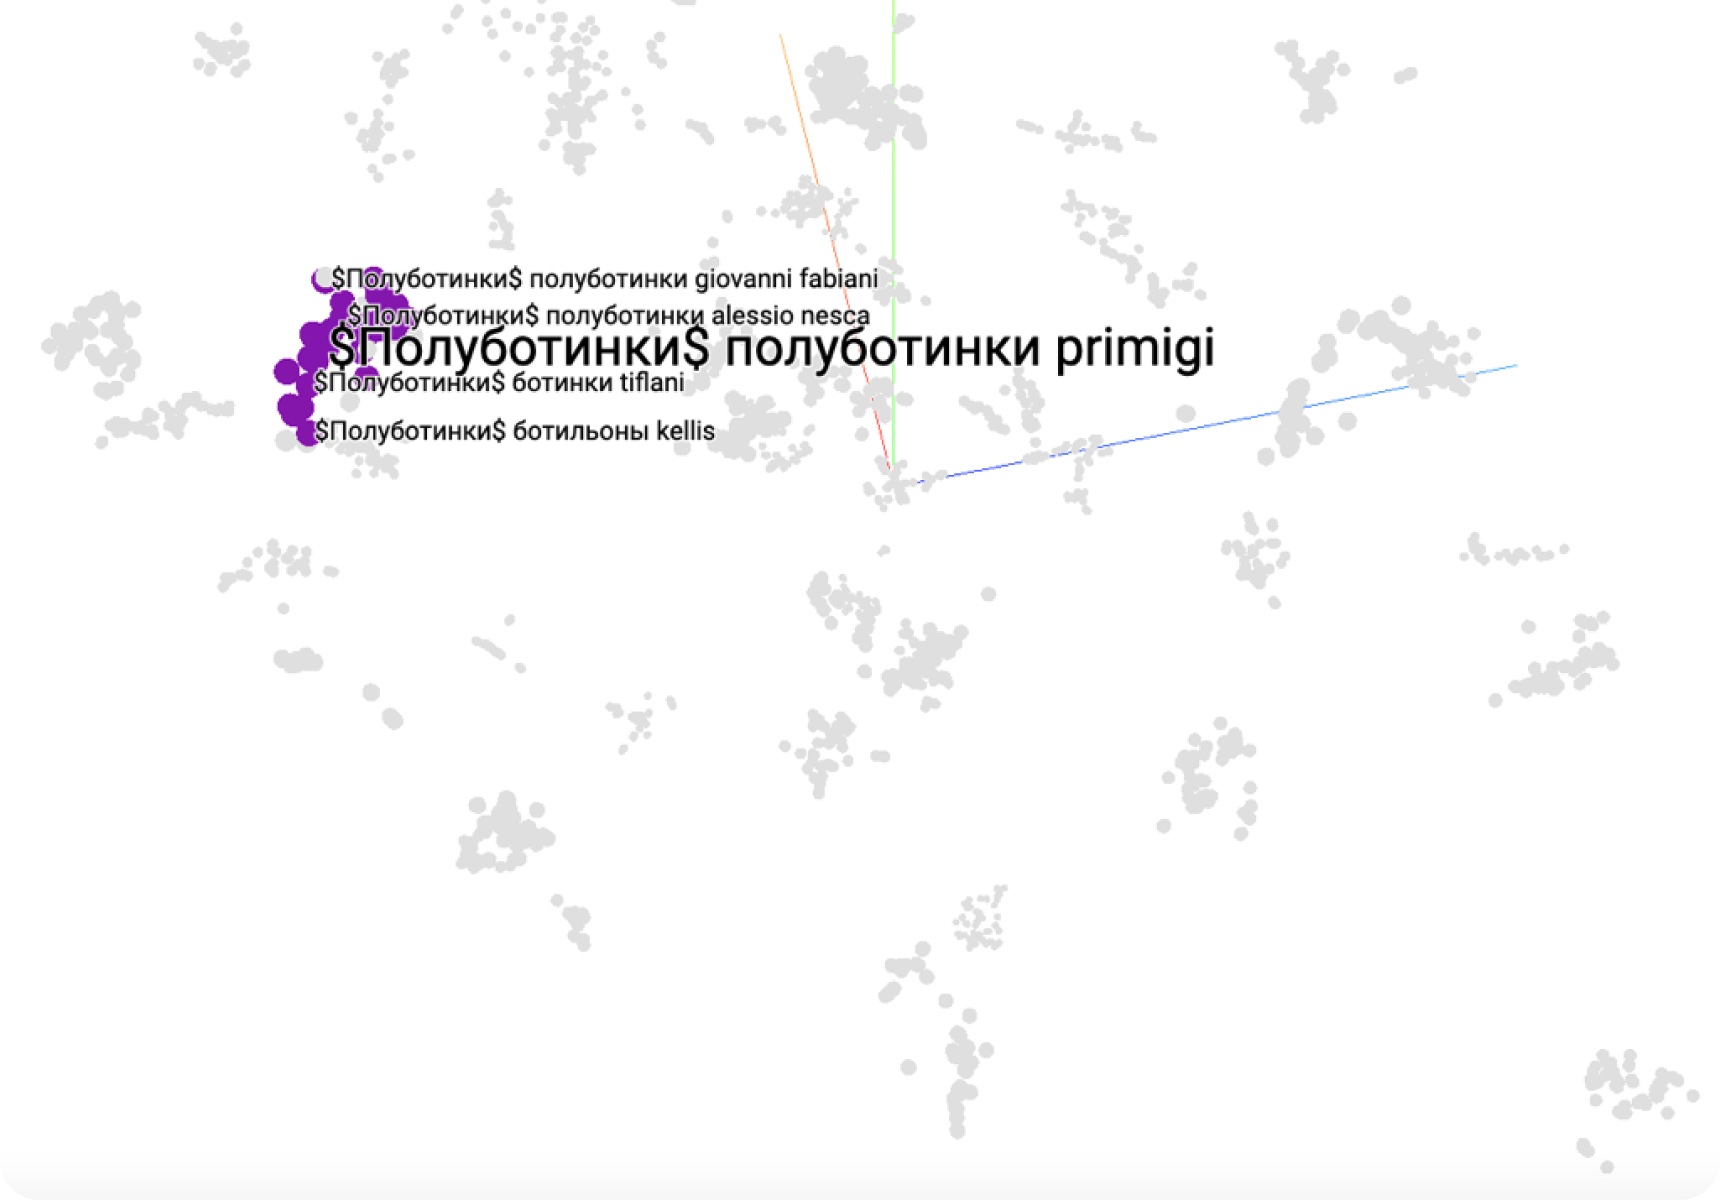 $Полуботинки$ полуботинки giovanni fabiani
$Полуботинки$ полуботинки alessio nesca
$Полуботинки$ полуботинки primigi
$Полуботинки$ ботинки tiflani
$Полуботинки$ ботильоны kellis